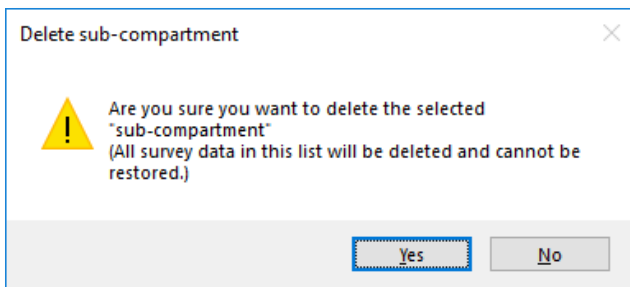 Delete sub-compartment
Are you sure you want to delete the selected
"sub-compartment"
(All survey data in this list will be deleted and cannot be
restored.)
Yes
No